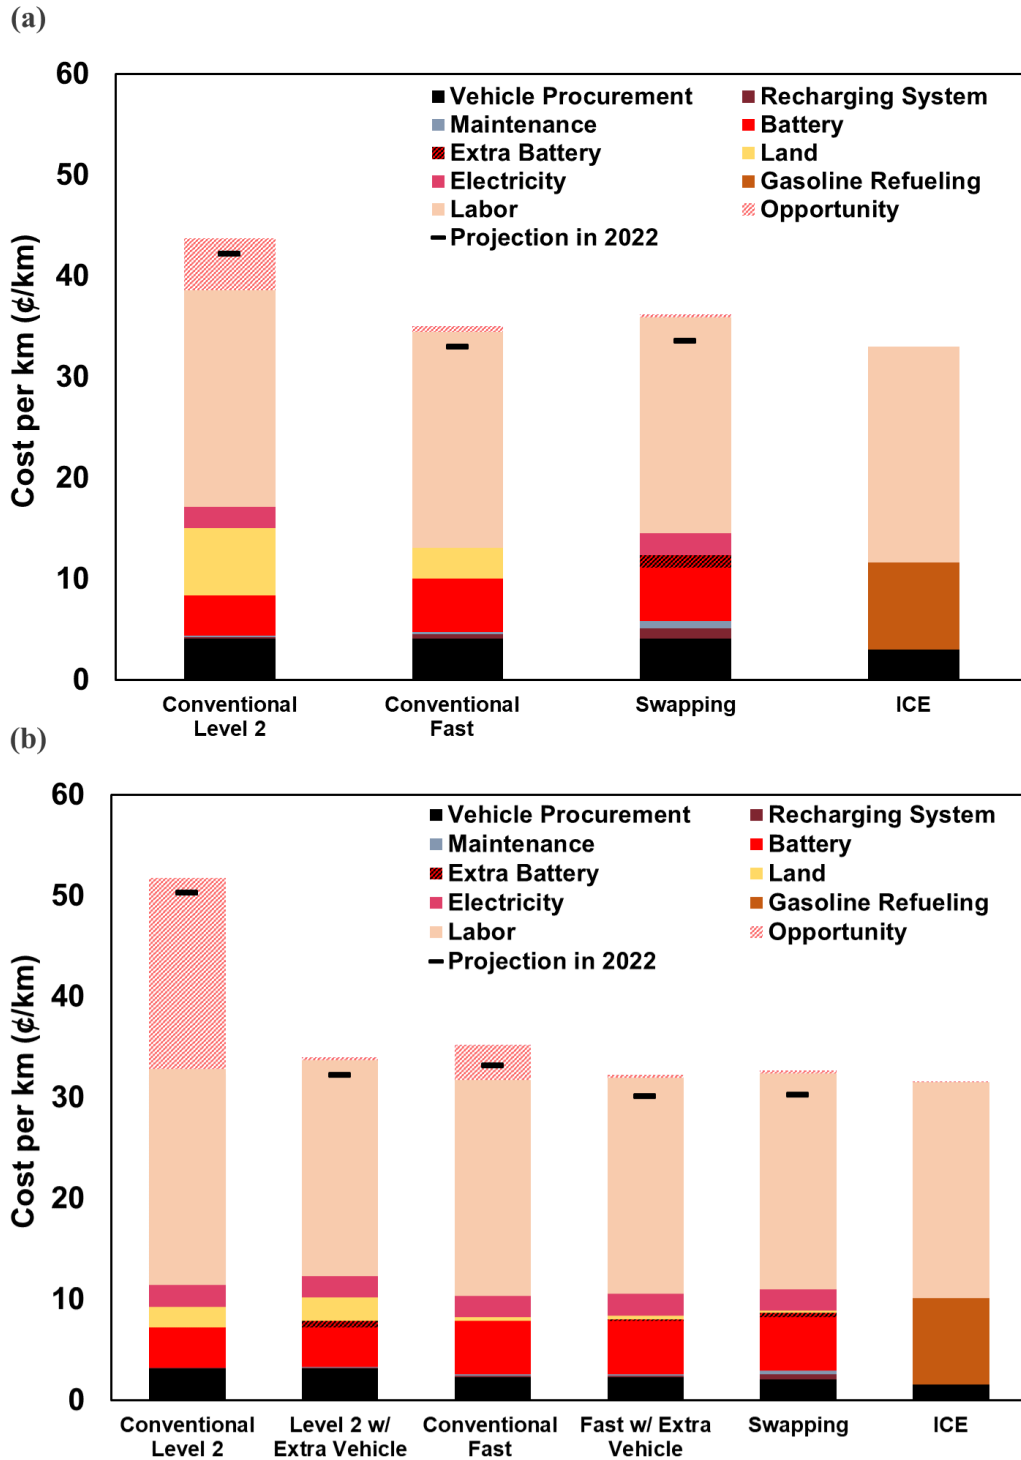 (a)
60
50
40
30
20
10
0
Cost per km (¢/km)
Vehicle Procurement
Recharging System
Maintenance
Battery
Extra Battery
Land
Electricity
Gasoline Refueling
Labor
Opportunity
Projection in 2022
Conventional
Level 2
Conventional
Fast
Swapping
ICE
(b)
60
50
40
30
20
10
0
Cost per km (¢/km)
Vehicle Procurement
Recharging System
Maintenance
Battery
Extra Battery
Land
Electricity
Gasoline Refueling
Labor
Opportunity
Projection in 2022
Conventional
Level 2
Level 2 w/
Extra Vehicle
Conventional
Fast
Fast w/ Extra
Vehicle
Swapping
ICE